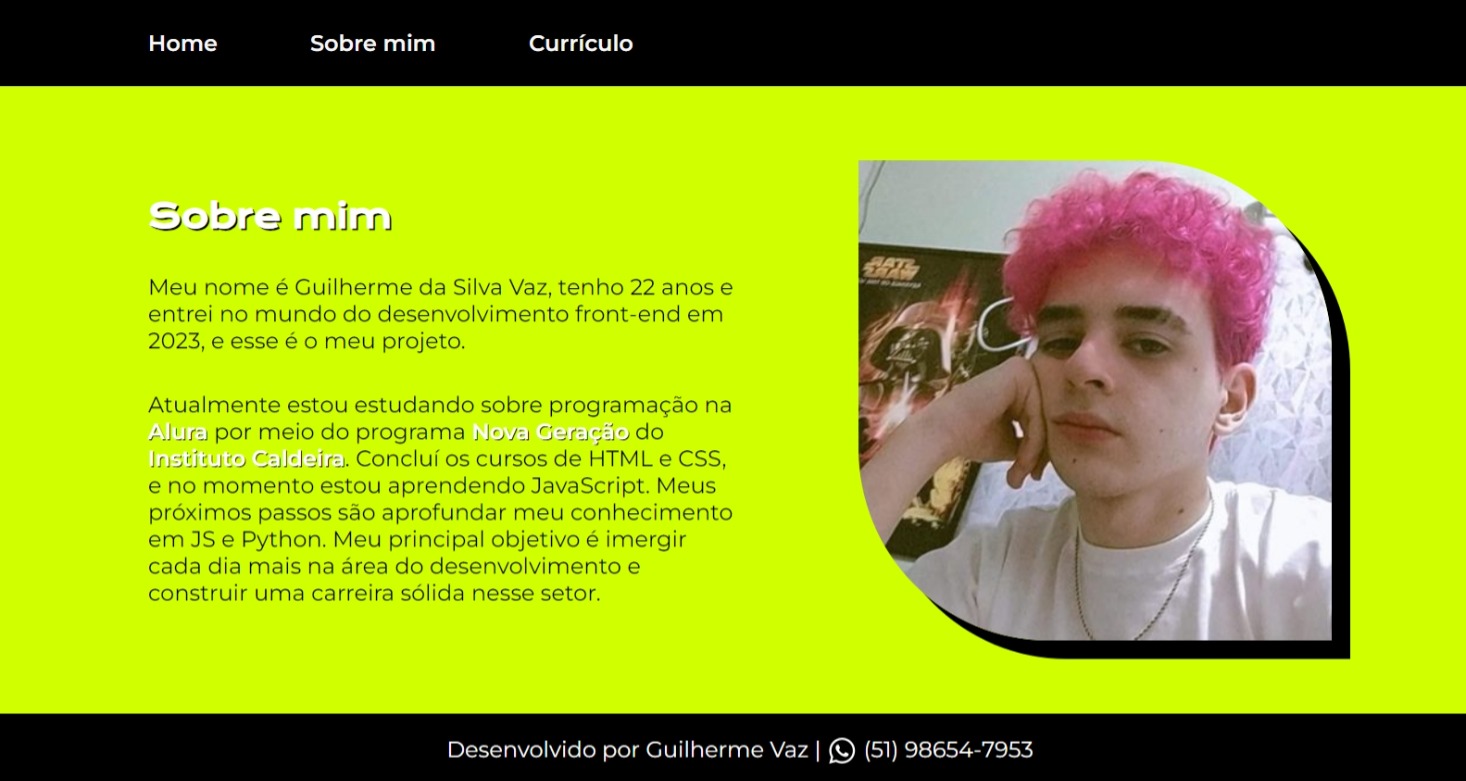 Home Sobre mim Currículo
Sobre mim
Meu nome é Guilherme da Silva Vaz, tenho 22 anos e
entrei no mundo do desenvolvimento front-end em
2023, e esse é o meu projeto.
Atualmente estou estudando sobre programação na
Alura por meio do programa Nova Geração do
Instituto Caldeira. Concluí os cursos de HTML e CSS,
e no momento estou aprendendo JavaScript. Meus
próximos passos são aprofundar meu conhecimento
em JS e Python. Meu principal objetivo é imergir
cada dia mais na área do desenvolvimento e
construir uma carreira sólida nesse setor.
STAR
WARS
Desenvolvido por Guilherme Vaz | (51) 98654-7953